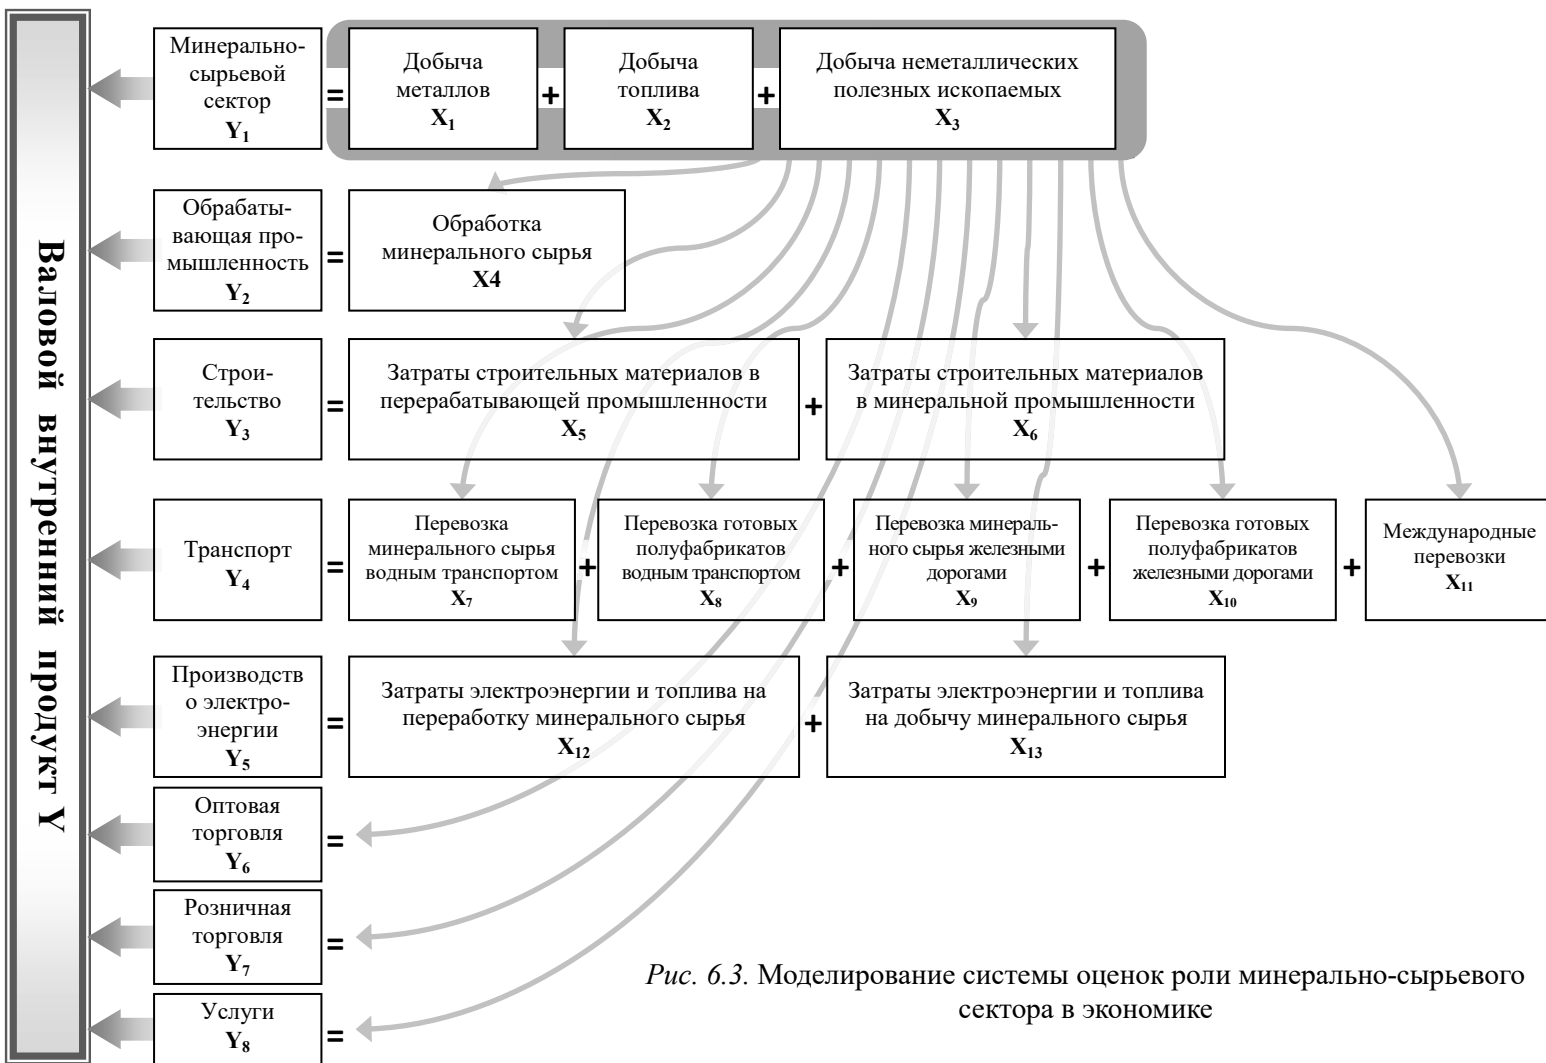 Валовой внутренний продукт Y
Минерально-
сырьевой
сектор
Y1
=
Добыча
металлов
X1
+
Добыча
топлива
X2
+
Добыча неметаллических
полезных ископаемых
X3
Обрабаты-
вающая про-
мышленность
Y2
=
Обработка
минерального сырья
X4
Строи-
тельство
Y3
=
Затраты строительных материалов в
перерабатывающей промышленности
X5
+
Затраты строительных материалов
в минеральной промышленности
X6
Транспорт
Y4
=
Перевозка
минерального сырья
водным транспортом
X7
+
Перевозка готовых
полуфабрикатов
водным транспортом
X8
+
Перевозка минераль-
ного сырья железными
дорогами
X9
+
Перевозка готовых
полуфабрикатов
железными дорогами
X10
+
Международные
перевозки
X11
Производств
о электро-
энергии
Y5
=
Затраты электроэнергии и топлива на
переработку минерального сырья
X12
+
Затраты электроэнергии и топлива
на добычу минерального сырья
X13
Оптовая
торговля
Y6
=
Розничная
торговля
Y7
=
Услуги
Y8
=
Рис. 6.3. Моделирование системы оценок роли минерально-сырьевого
сектора в экономике